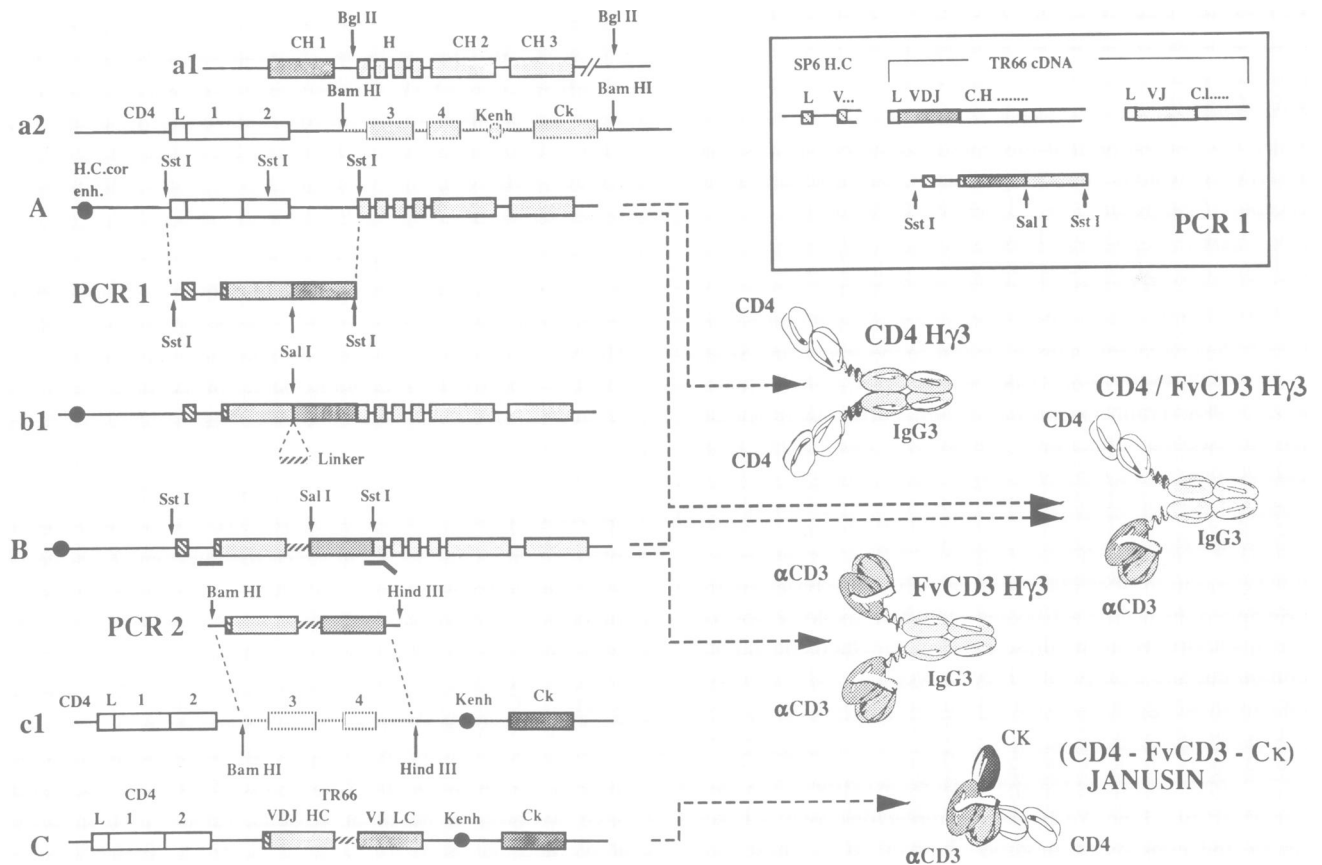 Bgl II
Bgl II
CH 1
H
CH 2
CH 3
a1
Bam HI
Bam HI
CD4
L
1
2
3
4
Kenh
Ck
a2
H.C.cor
enh.
Sst I
Sst I
Sst I
A
PCR 1
Sst I
Sst I
Sal I
b1
Linker
Sst I
Sal I
Sst I
B
Bam HI
Hind III
PCR 2
CD4
L
1
2
3
4
Kenh
Ck
c1
Bam HI
Hind III
CD4
TR66
L
1
2
VDJ HC
VJ LC
Kenh
Ck
C
SP6 H.C
TR66 cDNA
L
V...
L VDJ
C.H ........
L VJ
C.l.....
Sst I
Sal I
Sst I
PCR 1
CD4
CD4 Hγ3
IgG3
CD4
CD4 / FvCD3 Hγ3
CD4
IgG3
αCD3
αCD3
FvCD3 Hγ3
IgG3
αCD3
CK
(CD4 - FvCD3 - Cκ)
JANUSIN
CD4
αCD3